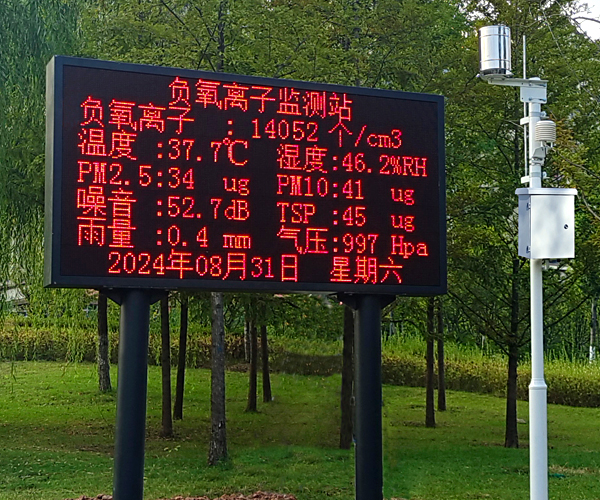 负氧离子监测站
负氧离子 : 14052 个/cm3
温度 :37.7℃ 湿度:46.2%RH
PM2.5:34 ug PM10:41 ug
噪音 :52.7dB TSP :45 ug
雨量 :0.4 mm 气压:997 Hpa
2024年08月31日 星期六